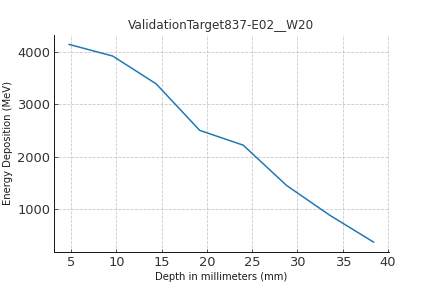 ValidationTarget837-E02__W20
Energy Deposition (MeV)
4000
3000
2000
1000
5 10 15 20 25 30 35 40
Depth in millimeters (mm)